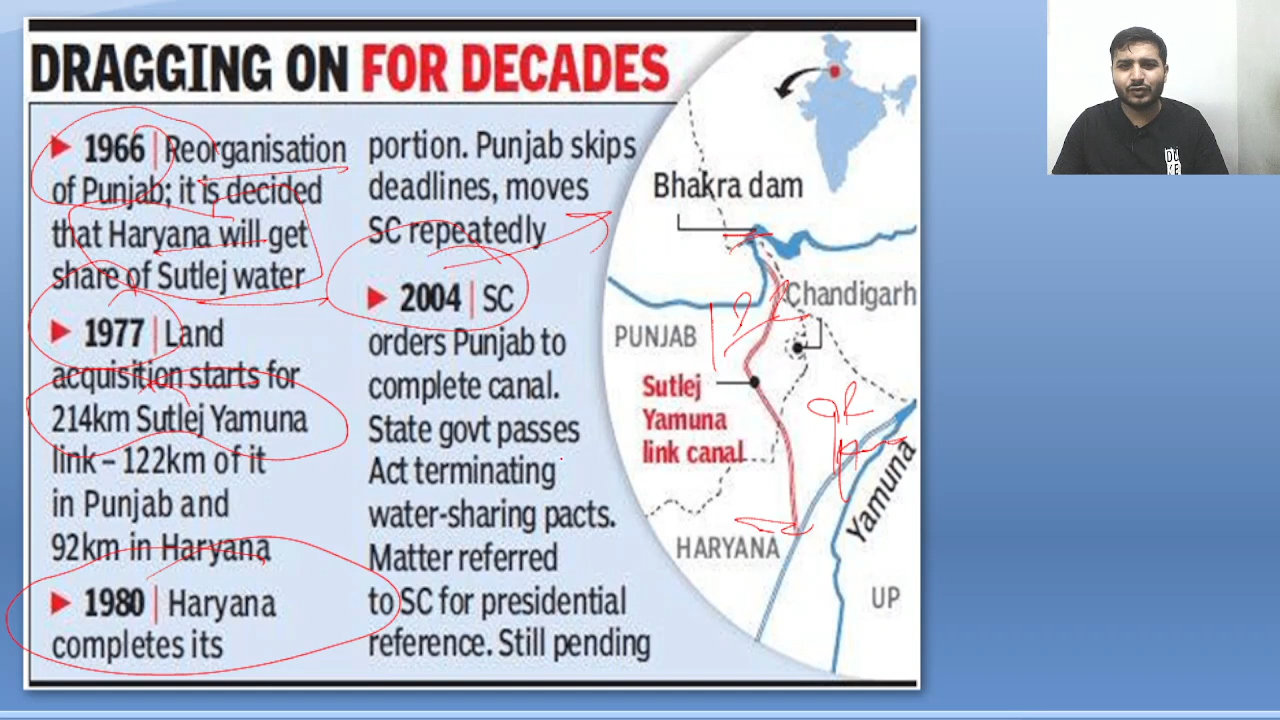 DRAGGING ON FOR DECADES
▶ 1966 | Reorganisation
of Punjab; it is decided
that Haryana will get
share of Sutlej water
▶ 1977 | Land
acquisition starts for
214km Sutlej Yamuna
link – 122km of it
in Punjab and
92km in Haryana
▶ 1980 | Haryana
completes its
portion. Punjab skips
deadlines, moves
SC repeatedly
▶ 2004 | SC
orders Punjab to
complete canal.
State govt passes
Act terminating
water-sharing pacts.
Matter referred
to SC for presidential
reference. Still pending
Bhakra dam
Chandigarh
PUNJAB
Sutlej
Yamuna
link canal
HARYANA
Yamuna
UP